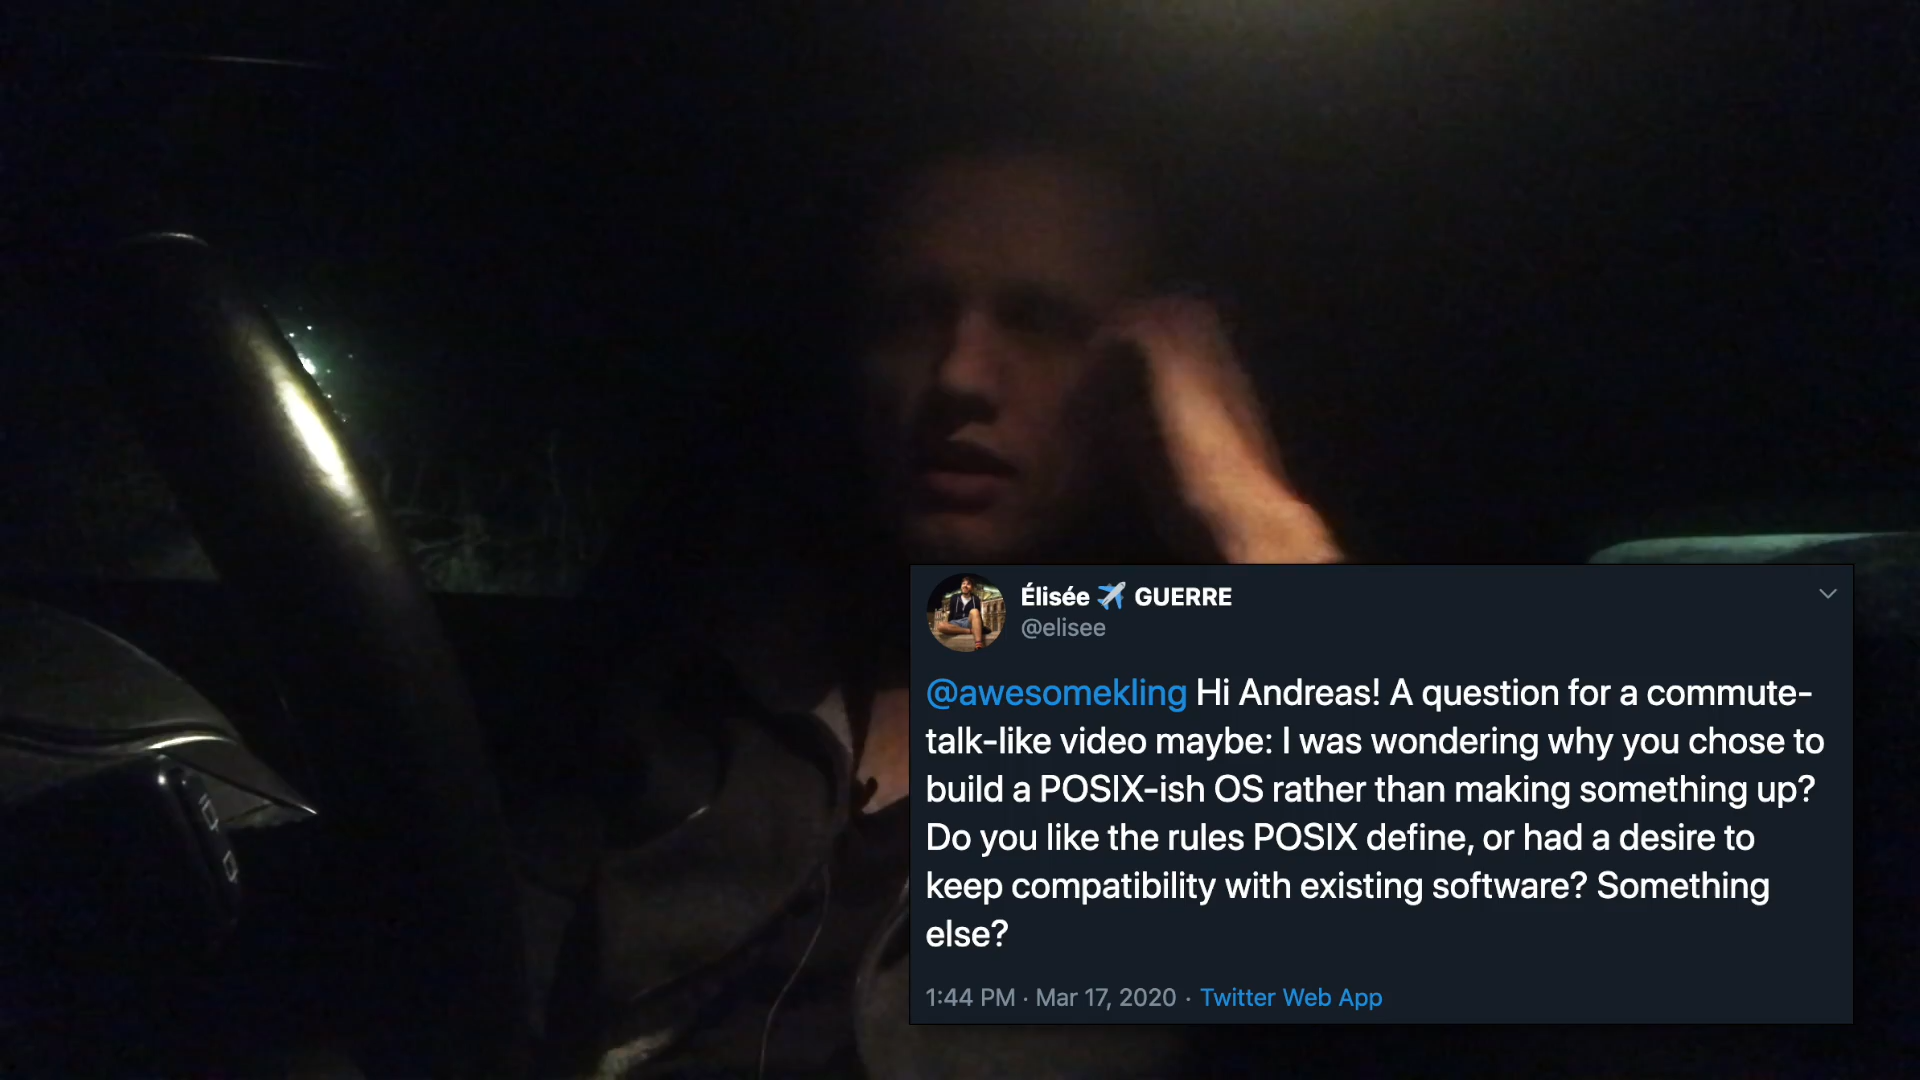 Élisée ✈️ GUERRE
@elisee
@awesomekling Hi Andreas! A question for a commute-
talk-like video maybe: I was wondering why you chose to
build a POSIX-ish OS rather than making something up?
Do you like the rules POSIX define, or had a desire to
keep compatibility with existing software? Something
else?
1:44 PM · Mar 17, 2020 · Twitter Web App